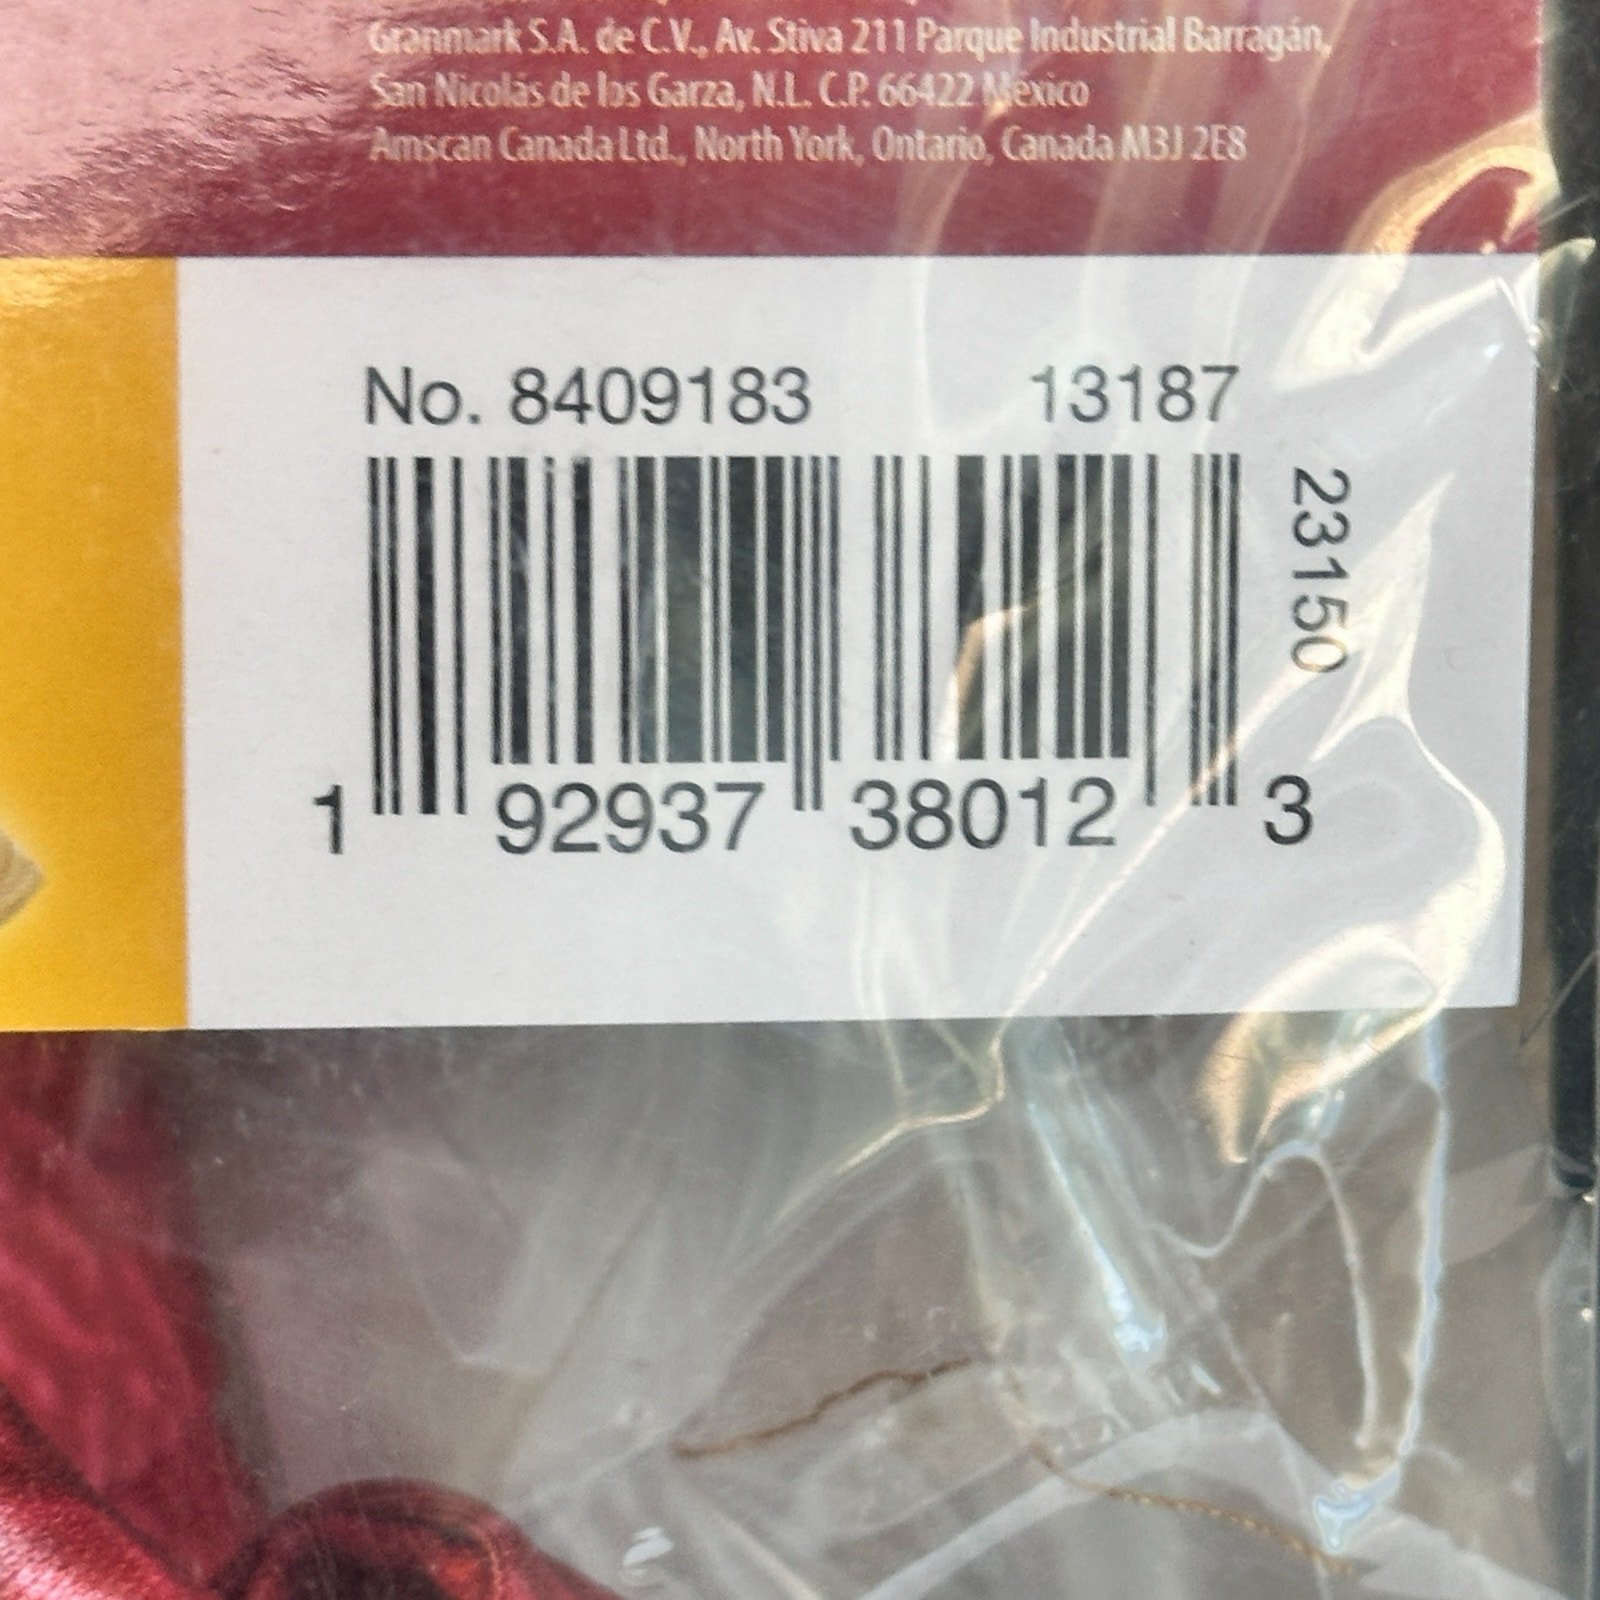 Granmark S.A. de C.V., Av. Stiva 211 Parque Industrial Barragán,
San Nicolás de los Garza, N.L. C.P. 66422 México
Amscan Canada Ltd., North York, Ontario, Canada M3J 2E8
No. 8409183 13187
23150
1 92937 38012 3